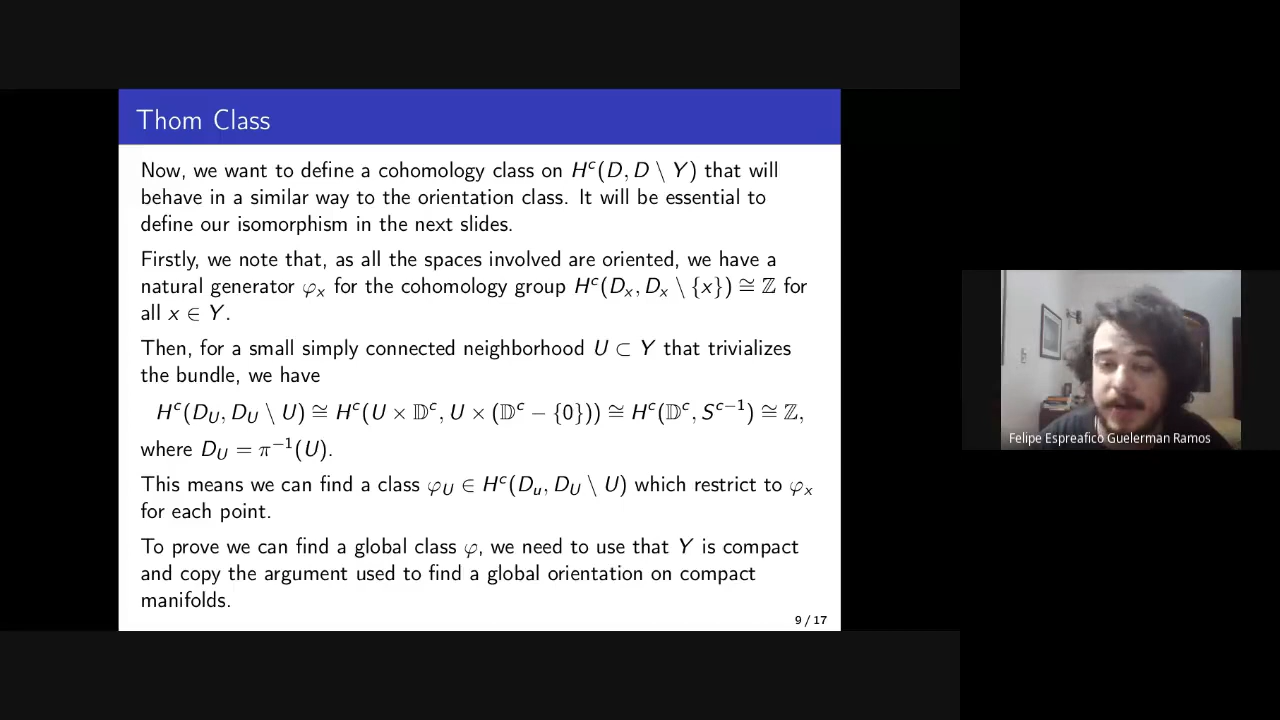 Thom Class
Now, we want to define a cohomology class on H^c(D, D \ Y) that will
behave in a similar way to the orientation class. It will be essential to
define our isomorphism in the next slides.
Firstly, we note that, as all the spaces involved are oriented, we have a
natural generator φ_x for the cohomology group H^c(D_x, D_x \ {x}) ≅ ℤ for
all x ∈ Y.
Then, for a small simply connected neighborhood U ⊂ Y that trivializes
the bundle, we have
H^c(D_U, D_U \ U) ≅ H^c(U × 𝔻^c, U × (𝔻^c − {0})) ≅ H^c(𝔻^c, S^{c−1}) ≅ ℤ,
where D_U = π^{−1}(U).
This means we can find a class φ_U ∈ H^c(D_u, D_U \ U) which restrict to φ_x
for each point.
To prove we can find a global class φ, we need to use that Y is compact
and copy the argument used to find a global orientation on compact
manifolds.
9 / 17
Felipe Espreafico Guelerman Ramos